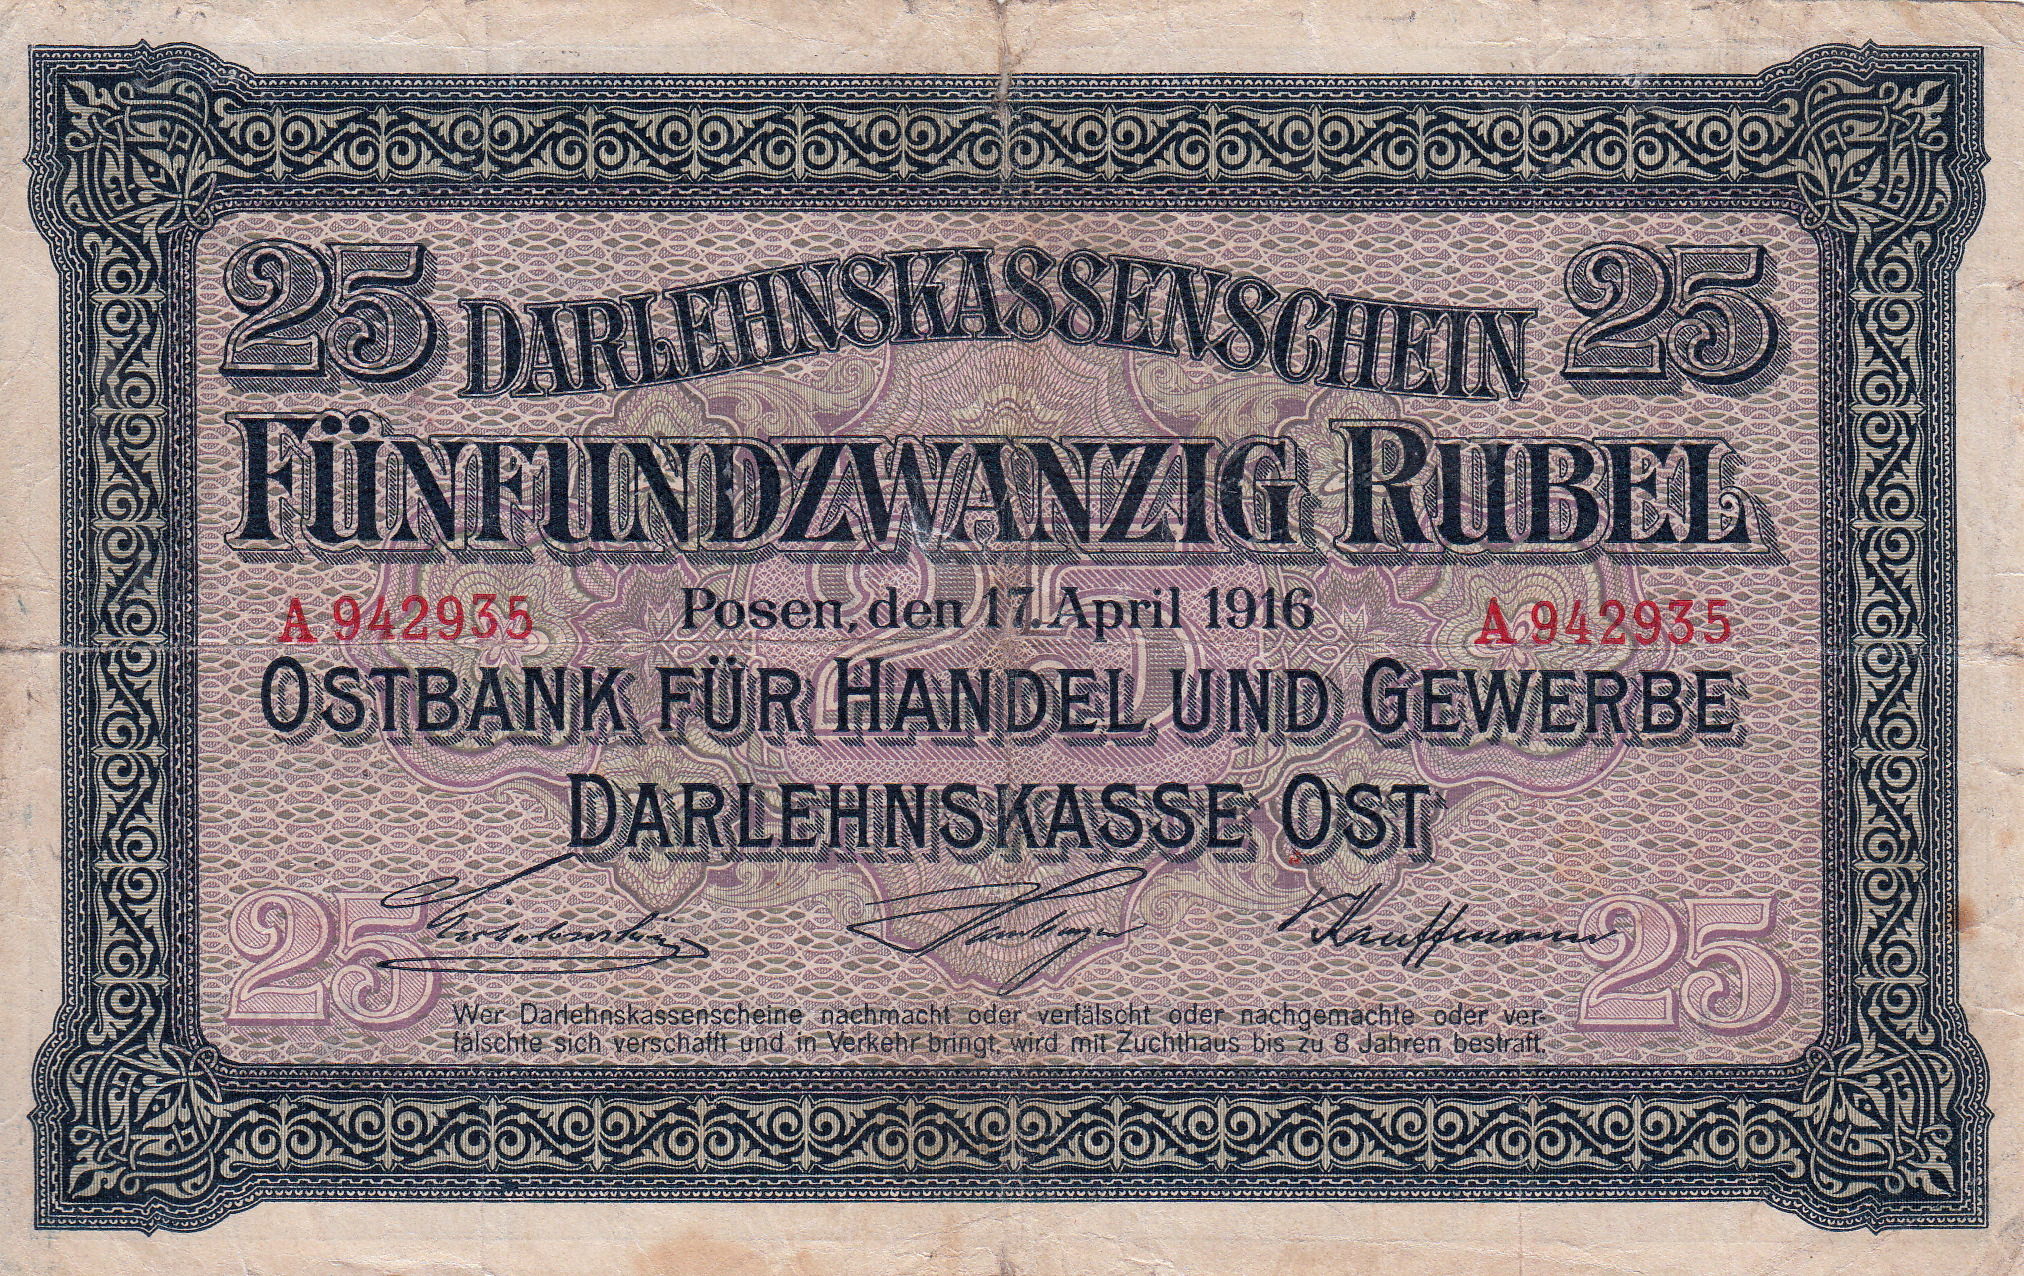 25 DARLEHNSKASSENSCHEIN 25
FÜNFUNDZWANZIG RUBEL
Posen, den 17. April 1916
A 942935 A 942935
OSTBANK FÜR HANDEL UND GEWERBE
DARLEHNSKASSE OST
Kauffmann
25 25
Wer Darlehnskassenscheine nachmacht oder verfälscht oder nachgemachte oder ver-
fälschte sich verschafft und in Verkehr bringt, wird mit Zuchthaus bis zu 8 Jahren bestraft.
25